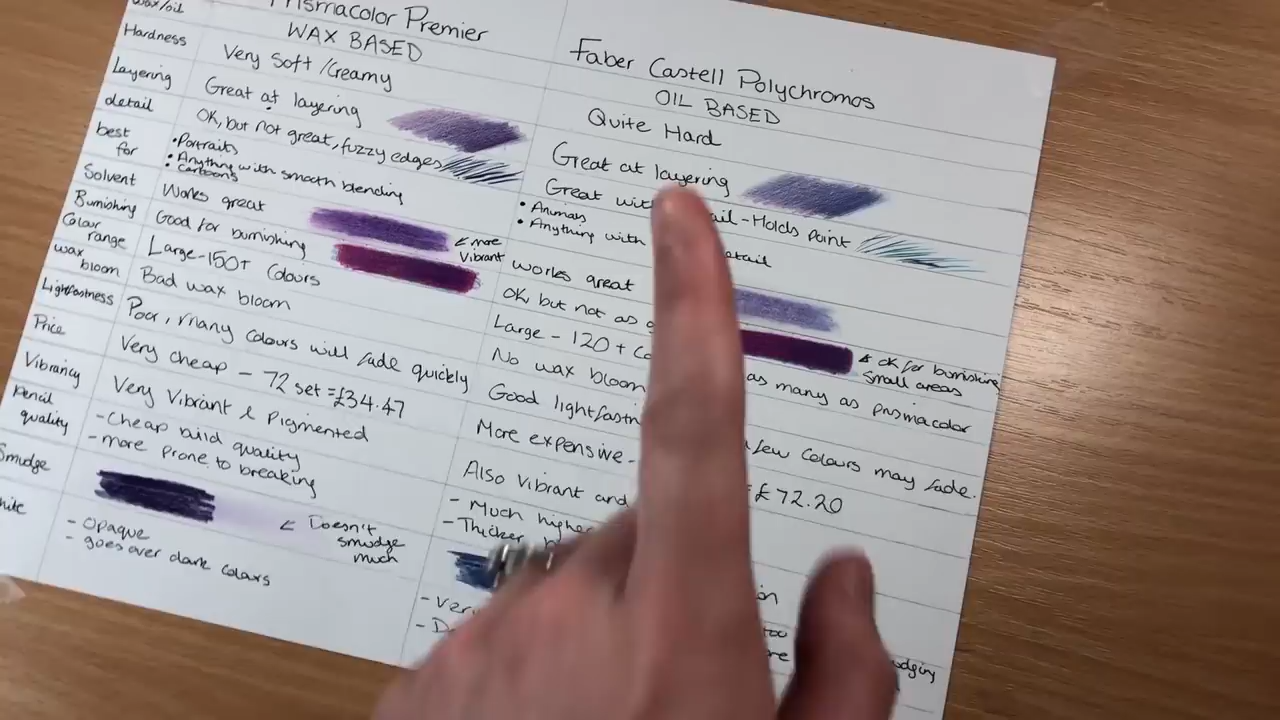 wax/oil
Prismacolor Premier
WAX BASED
Faber Castell Polychromos
OIL BASED
Hardness
Very Soft/Creamy
Quite Hard
Layering
Great at layering
Great at layering
detail
OK, but not great, fuzzy edges
Great with detail - Holds point
best for
• Portraits
• Anything with smooth blending
• Cartoons
• Animals
• Anything with detail
Solvent
Works great
works great
Burnishing
Good for burnishing
← more Vibrant
OK, but not as
← OK for burnishing small areas
Colour range
Large-150+ Colours
Large - 120+
as many as prismacolor
wax bloom
Bad wax bloom
No wax bloom
Lightfastness
Poor, many colours will fade quickly
Good lightfastn
few colours may fade.
Price
Very cheap - 72 set = £34.47
More expensive-
= £72.20
Vibrancy
Very Vibrant & Pigmented
Also Vibrant and
Pencil quality
- Cheap build quality
- more prone to breaking
- Much higher
- Thicker
Smudge
← Doesn't smudge much
- Opaque
- goes over dark colours